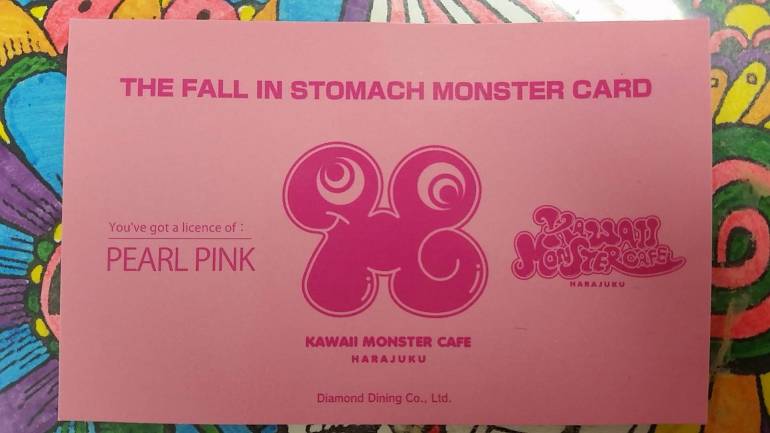 THE FALL IN STOMACH MONSTER CARD
You've got a licence of :
PEARL PINK
KAWAII MONSTER CAFE
HARAJUKU
KAWAII
MONSTER CAFE
HARAJUKU
Diamond Dining Co., Ltd.